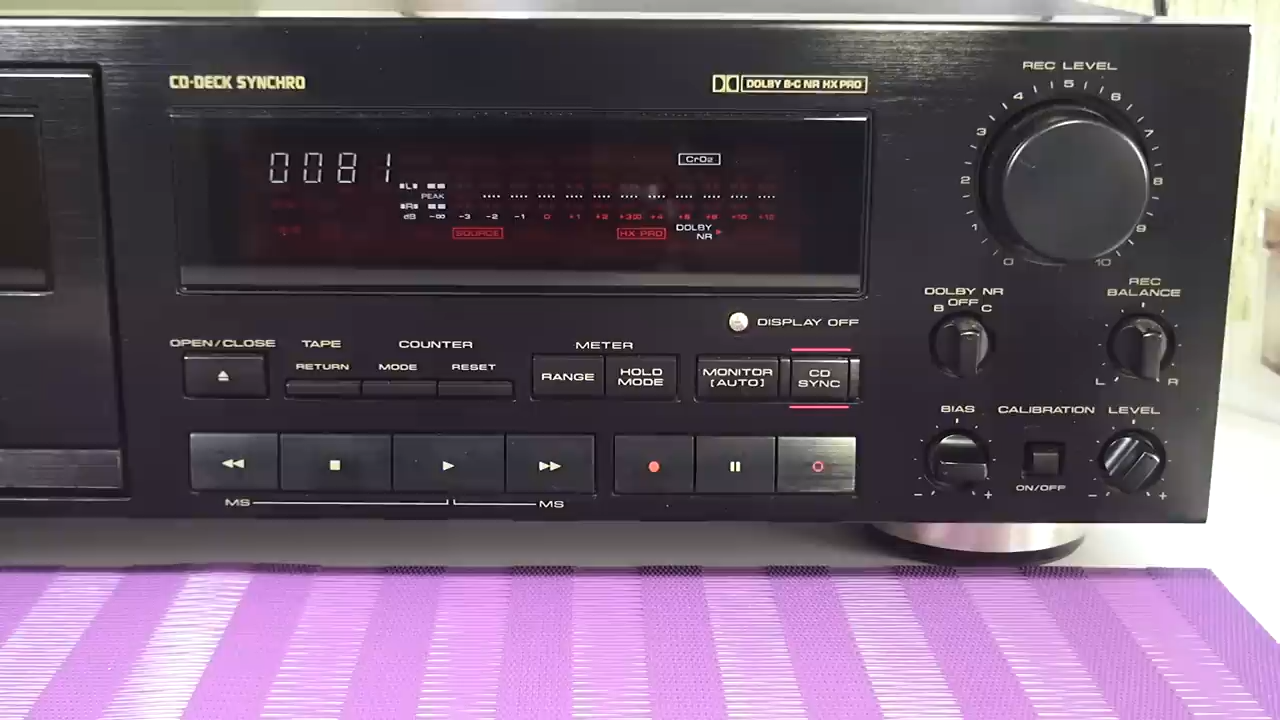 CD-DECK SYNCHRO
DOLBY B-C NR HX PRO
REC LEVEL
0 1 2 3 4 5 6 7 8 9 10
0081
CrO2
L
PEAK
R
dB -∞ -3 -2 -1 0 +1 +2 +3 +4 +6 +8 +10 +12
SOURCE
HX PRO
DOLBY NR
DOLBY NR
B OFF C
REC BALANCE
L R
DISPLAY OFF
OPEN/CLOSE
TAPE
RETURN
COUNTER
MODE RESET
METER
RANGE
HOLD MODE
MONITOR [AUTO]
CD SYNC
BIAS
- +
CALIBRATION
ON/OFF
LEVEL
- +
MS
MS